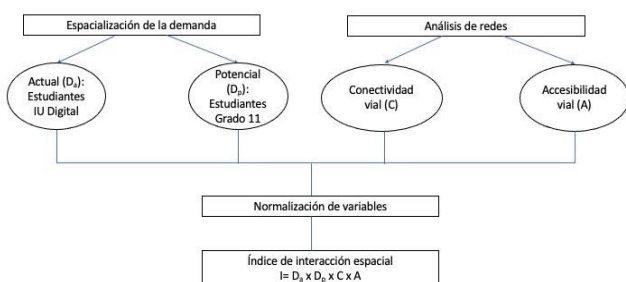 Espacialización de la demanda
Análisis de redes
Actual (Dₐ):
Estudiantes
IU Digital
Potencial
(Dₚ):
Estudiantes
Grado 11
Conectividad
vial (C)
Accesibilidad
vial (A)
Normalización de variables
Índice de interacción espacial
I= Dₐ x Dₚ x C x A